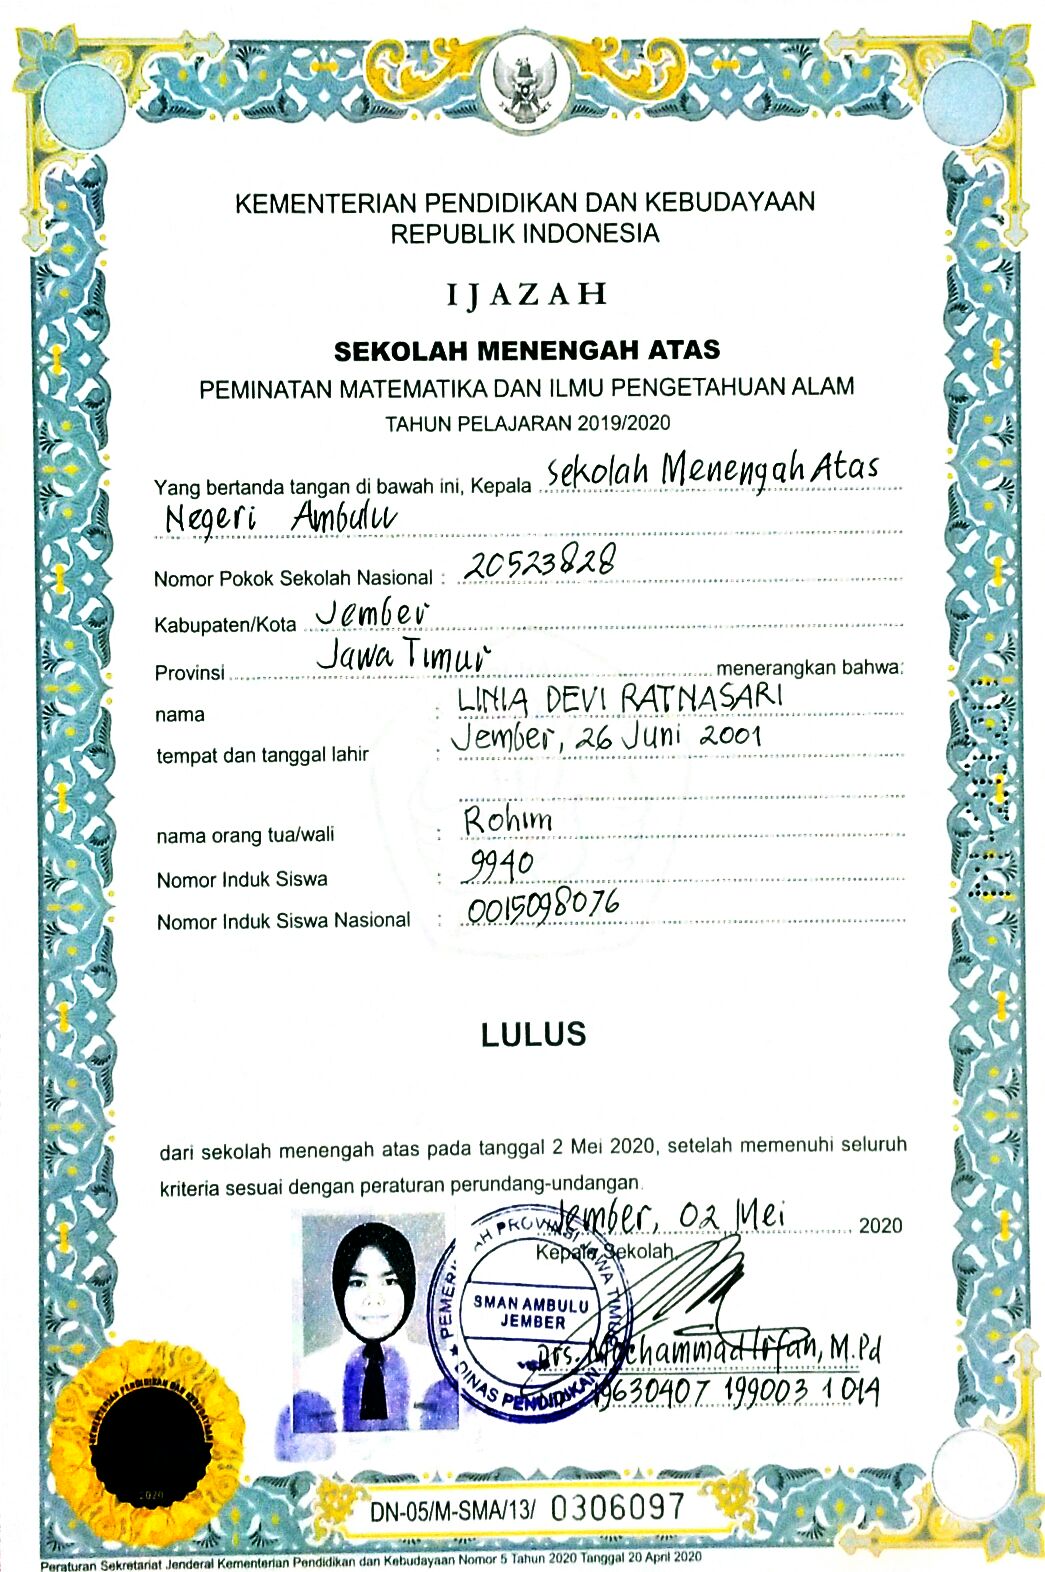 KEMENTERIAN PENDIDIKAN DAN KEBUDAYAAN
REPUBLIK INDONESIA
IJAZAH
SEKOLAH MENENGAH ATAS
PEMINATAN MATEMATIKA DAN ILMU PENGETAHUAN ALAM
TAHUN PELAJARAN 2019/2020
Yang bertanda tangan di bawah ini, Kepala Sekolah Menengah Atas
Negeri Ambulu
Nomor Pokok Sekolah Nasional : 20523828
Kabupaten/Kota Jember
Provinsi Jawa Timur menerangkan bahwa:
nama : LINIA DEVI RATNASARI
tempat dan tanggal lahir : Jember, 26 Juni 2001
nama orang tua/wali : Rohim
Nomor Induk Siswa : 9940
Nomor Induk Siswa Nasional : 0015098076
LULUS
dari sekolah menengah atas pada tanggal 2 Mei 2020, setelah memenuhi seluruh
kriteria sesuai dengan peraturan perundang-undangan.
Jember, 02 Mei 2020
Kepala Sekolah,
PEMERINTAH PROVINSI JAWA TIMUR
SMAN AMBULU
JEMBER
DINAS PENDIDIKAN
Drs. Mochammad Irfan, M.Pd
19630407 199003 1 014
KEMENTERIAN PENDIDIKAN DAN KEBUDAYAAN
2020
DN-05/M-SMA/13/ 0306097
Peraturan Sekretariat Jenderal Kementerian Pendidikan dan Kebudayaan Nomor 5 Tahun 2020 Tanggal 20 April 2020